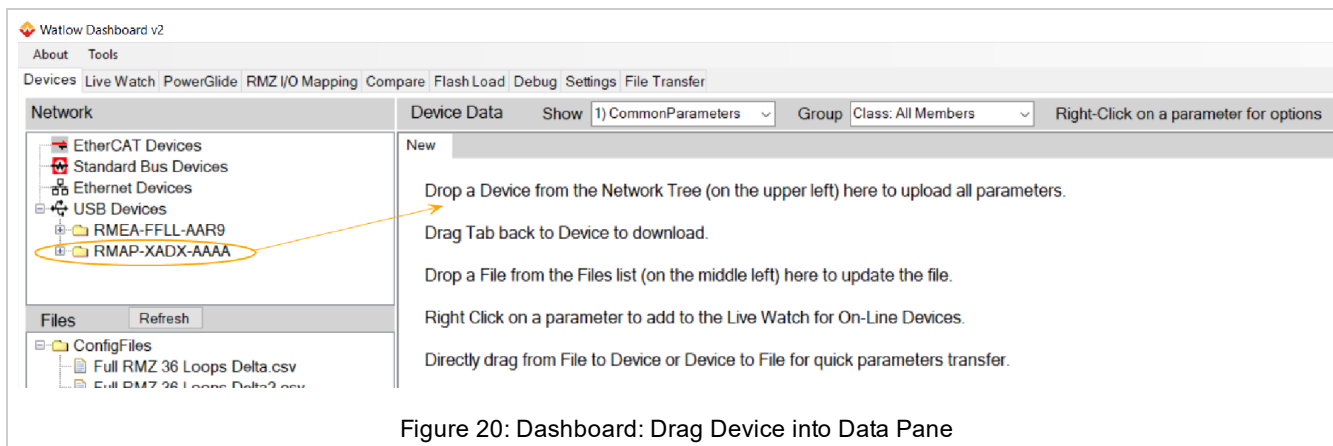 Watlow Dashboard v2
About Tools
Devices Live Watch PowerGlide RMZ I/O Mapping Compare Flash Load Debug Settings File Transfer
Network
Device Data Show 1) CommonParameters Group Class: All Members Right-Click on a parameter for options
EtherCAT Devices
Standard Bus Devices
Ethernet Devices
USB Devices
RMEA-FFLL-AAR9
RMAP-XADX-AAAA
New
Drop a Device from the Network Tree (on the upper left) here to upload all parameters.
Drag Tab back to Device to download.
Drop a File from the Files list (on the middle left) here to update the file.
Right Click on a parameter to add to the Live Watch for On-Line Devices.
Directly drag from File to Device or Device to File for quick parameters transfer.
Files Refresh
ConfigFiles
Full RMZ 36 Loops Delta.csv
Full RMZ 36 Loops Delta2.csv
Figure 20: Dashboard: Drag Device into Data Pane